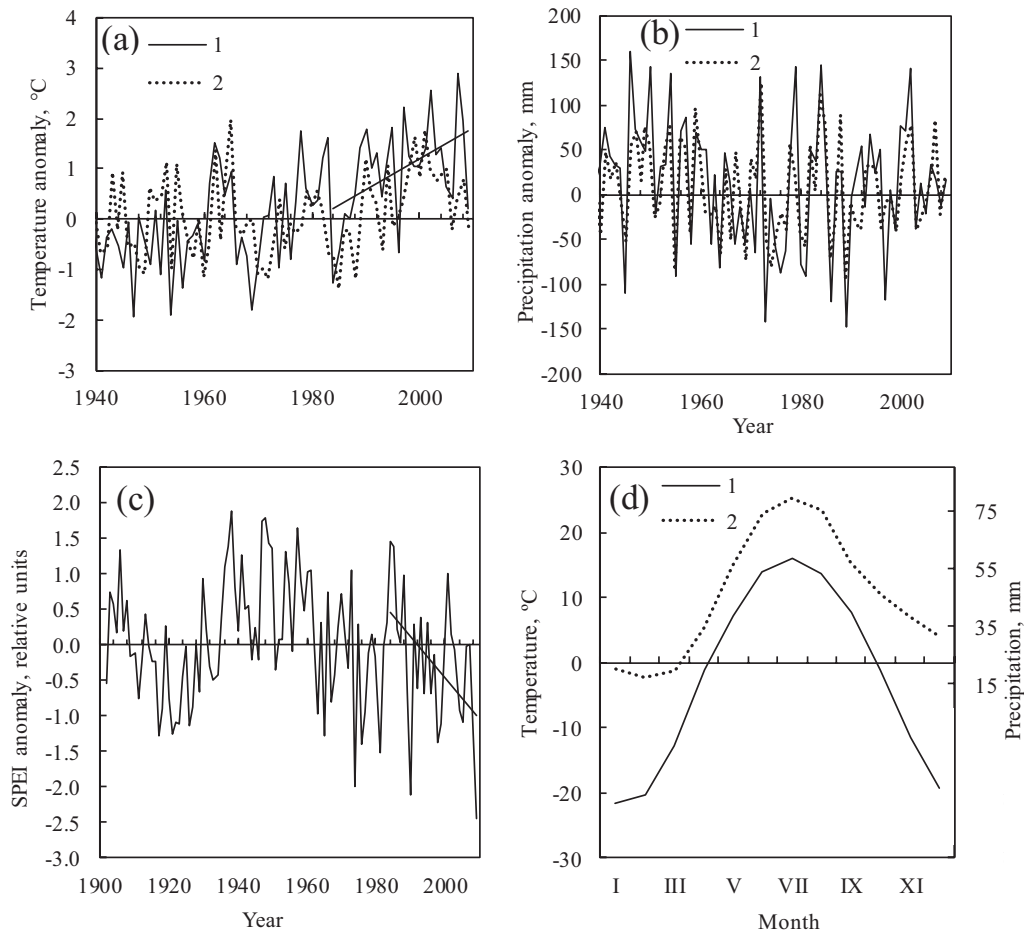 (a)
1
2
Temperature anomaly, °C
4
3
2
1
0
-1
-2
-3
1940 1960 1980 2000
(b)
1
2
Precipitation anomaly, mm
200
150
100
50
0
-50
-100
-150
-200
1940 1960 1980 2000
Year
(c)
SPEI anomaly, relative units
2.5
2.0
1.5
1.0
0.5
0.0
-0.5
-1.0
-1.5
-2.0
-2.5
-3.0
1900 1920 1940 1960 1980 2000
Year
(d)
1
2
Temperature, ºC
30
20
10
0
-10
-20
-30
75
55
35
15
Precipitation, mm
I III V VII IX XI
Month